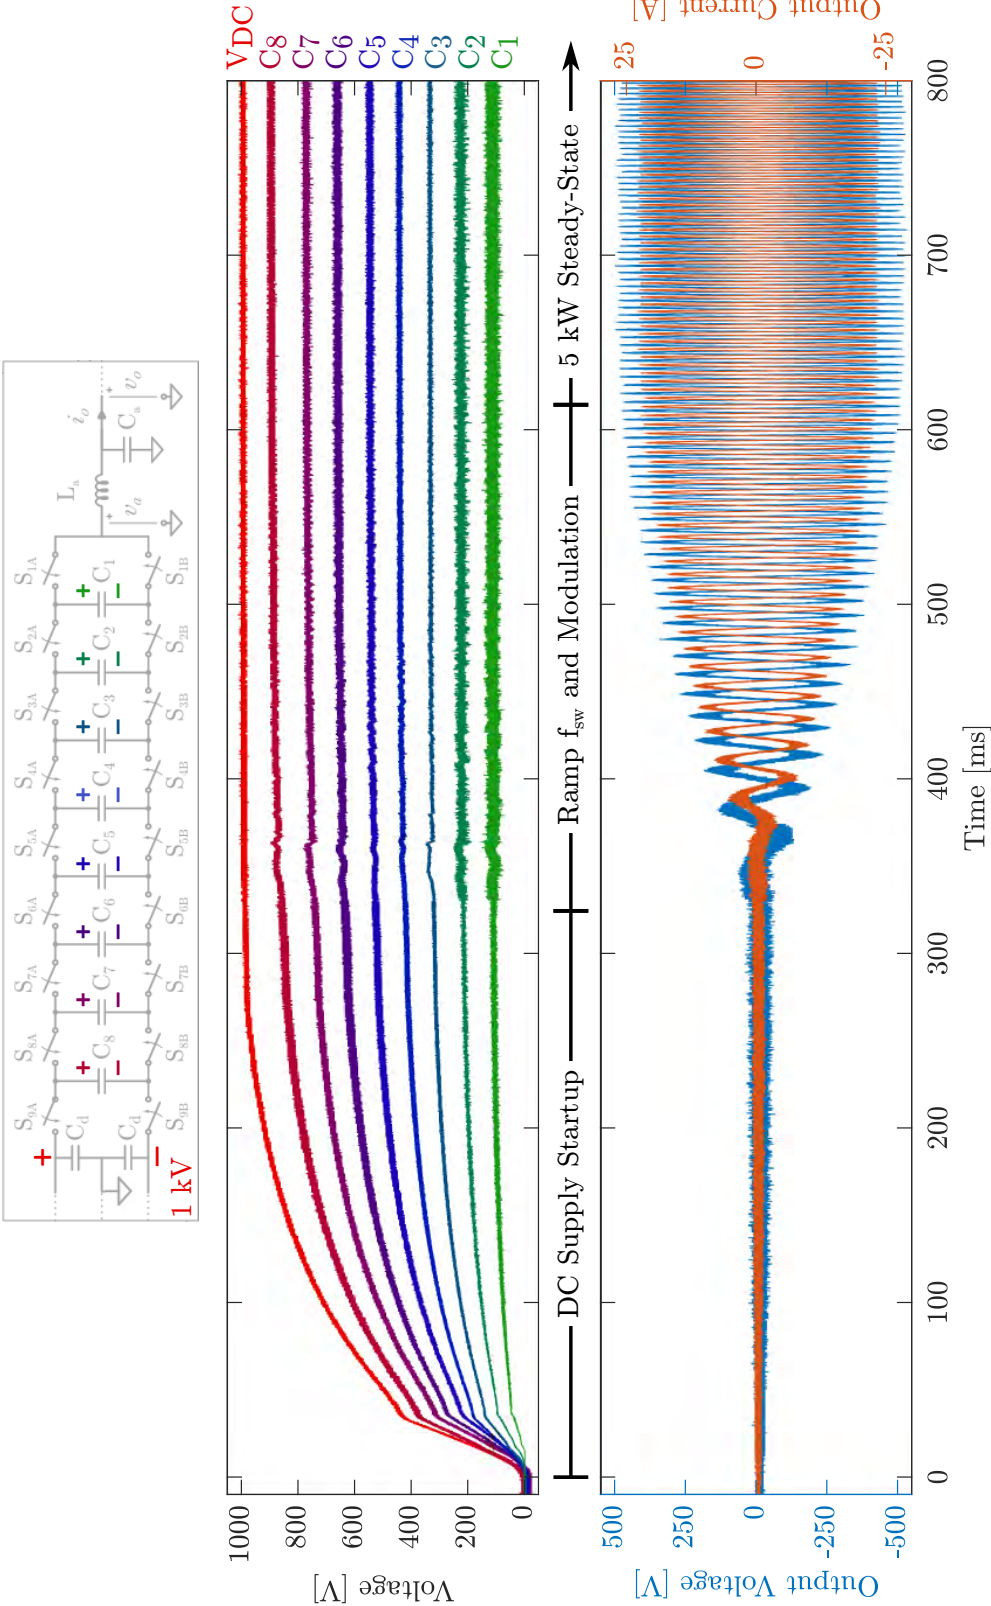 S9A S8A S7A S6A S5A S4A S3A S2A S1A
Cd C8 C7 C6 C5 C4 C3 C2 C1 La io
+ + + + + + + + +
− − − − − − − − −
Cd va Ca vo
S9B S8B S7B S6B S5B S4B S3B S2B S1B
1 kV
Voltage [V]
1000
800
600
400
200
0
VDC
C8
C7
C6
C5
C4
C3
C2
C1
DC Supply Startup
Ramp fsw and Modulation
5 kW Steady-State
Output Voltage [V]
500
250
0
-250
-500
Output Current [A]
25
0
-25
0 100 200 300 400 500 600 700 800
Time [ms]